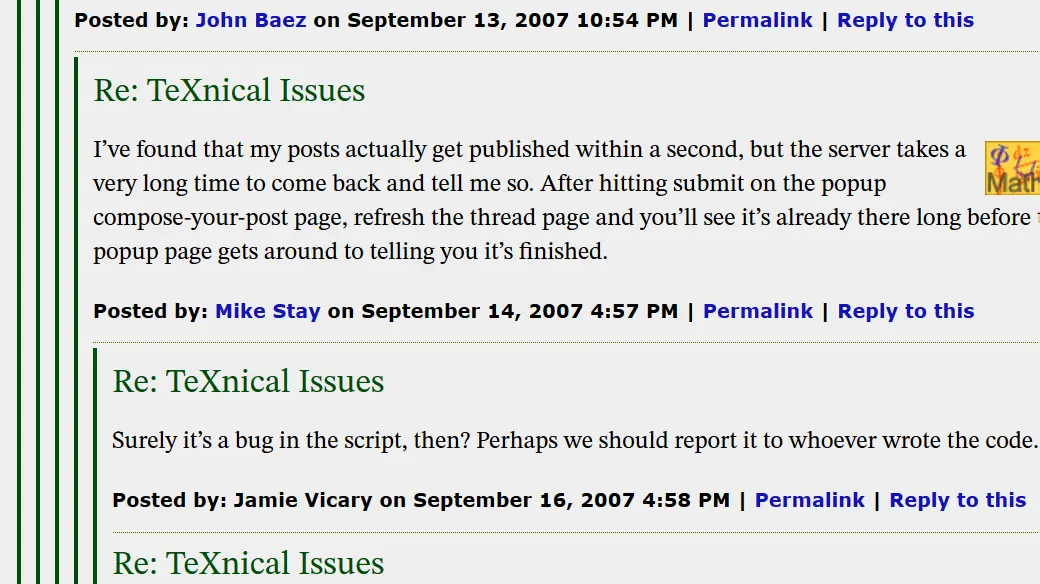 Posted by: John Baez on September 13, 2007 10:54 PM | Permalink | Reply to this
Re: TeXnical Issues
I’ve found that my posts actually get published within a second, but the server takes a
very long time to come back and tell me so. After hitting submit on the popup
compose-your-post page, refresh the thread page and you’ll see it’s already there long before
popup page gets around to telling you it’s finished.
Math
Posted by: Mike Stay on September 14, 2007 4:57 PM | Permalink | Reply to this
Re: TeXnical Issues
Surely it’s a bug in the script, then? Perhaps we should report it to whoever wrote the code.
Posted by: Jamie Vicary on September 16, 2007 4:58 PM | Permalink | Reply to this
Re: TeXnical Issues